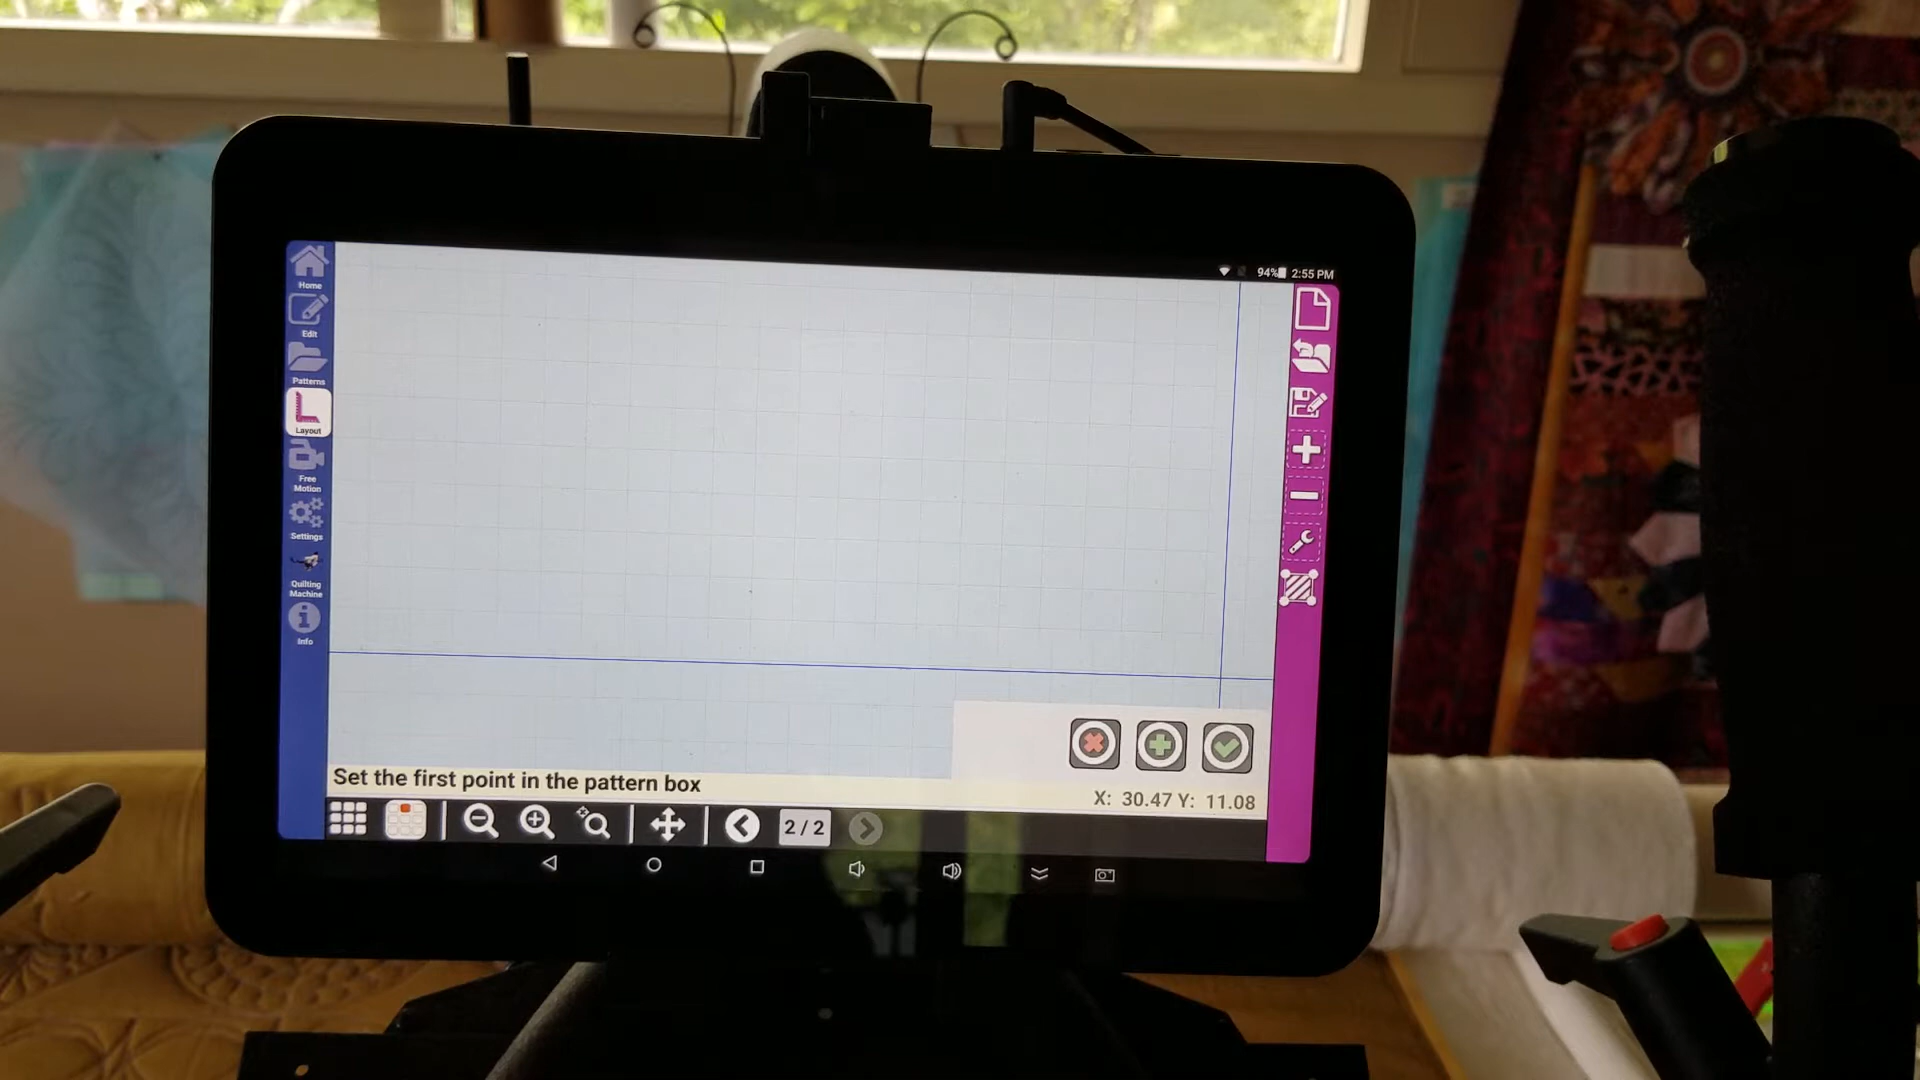 94% 2:55 PM
Home
Edit
Patterns
Layout
Free
Motion
Settings
Quilting
Machine
Info
Set the first point in the pattern box
X: 30.47 Y: 11.08
2 / 2